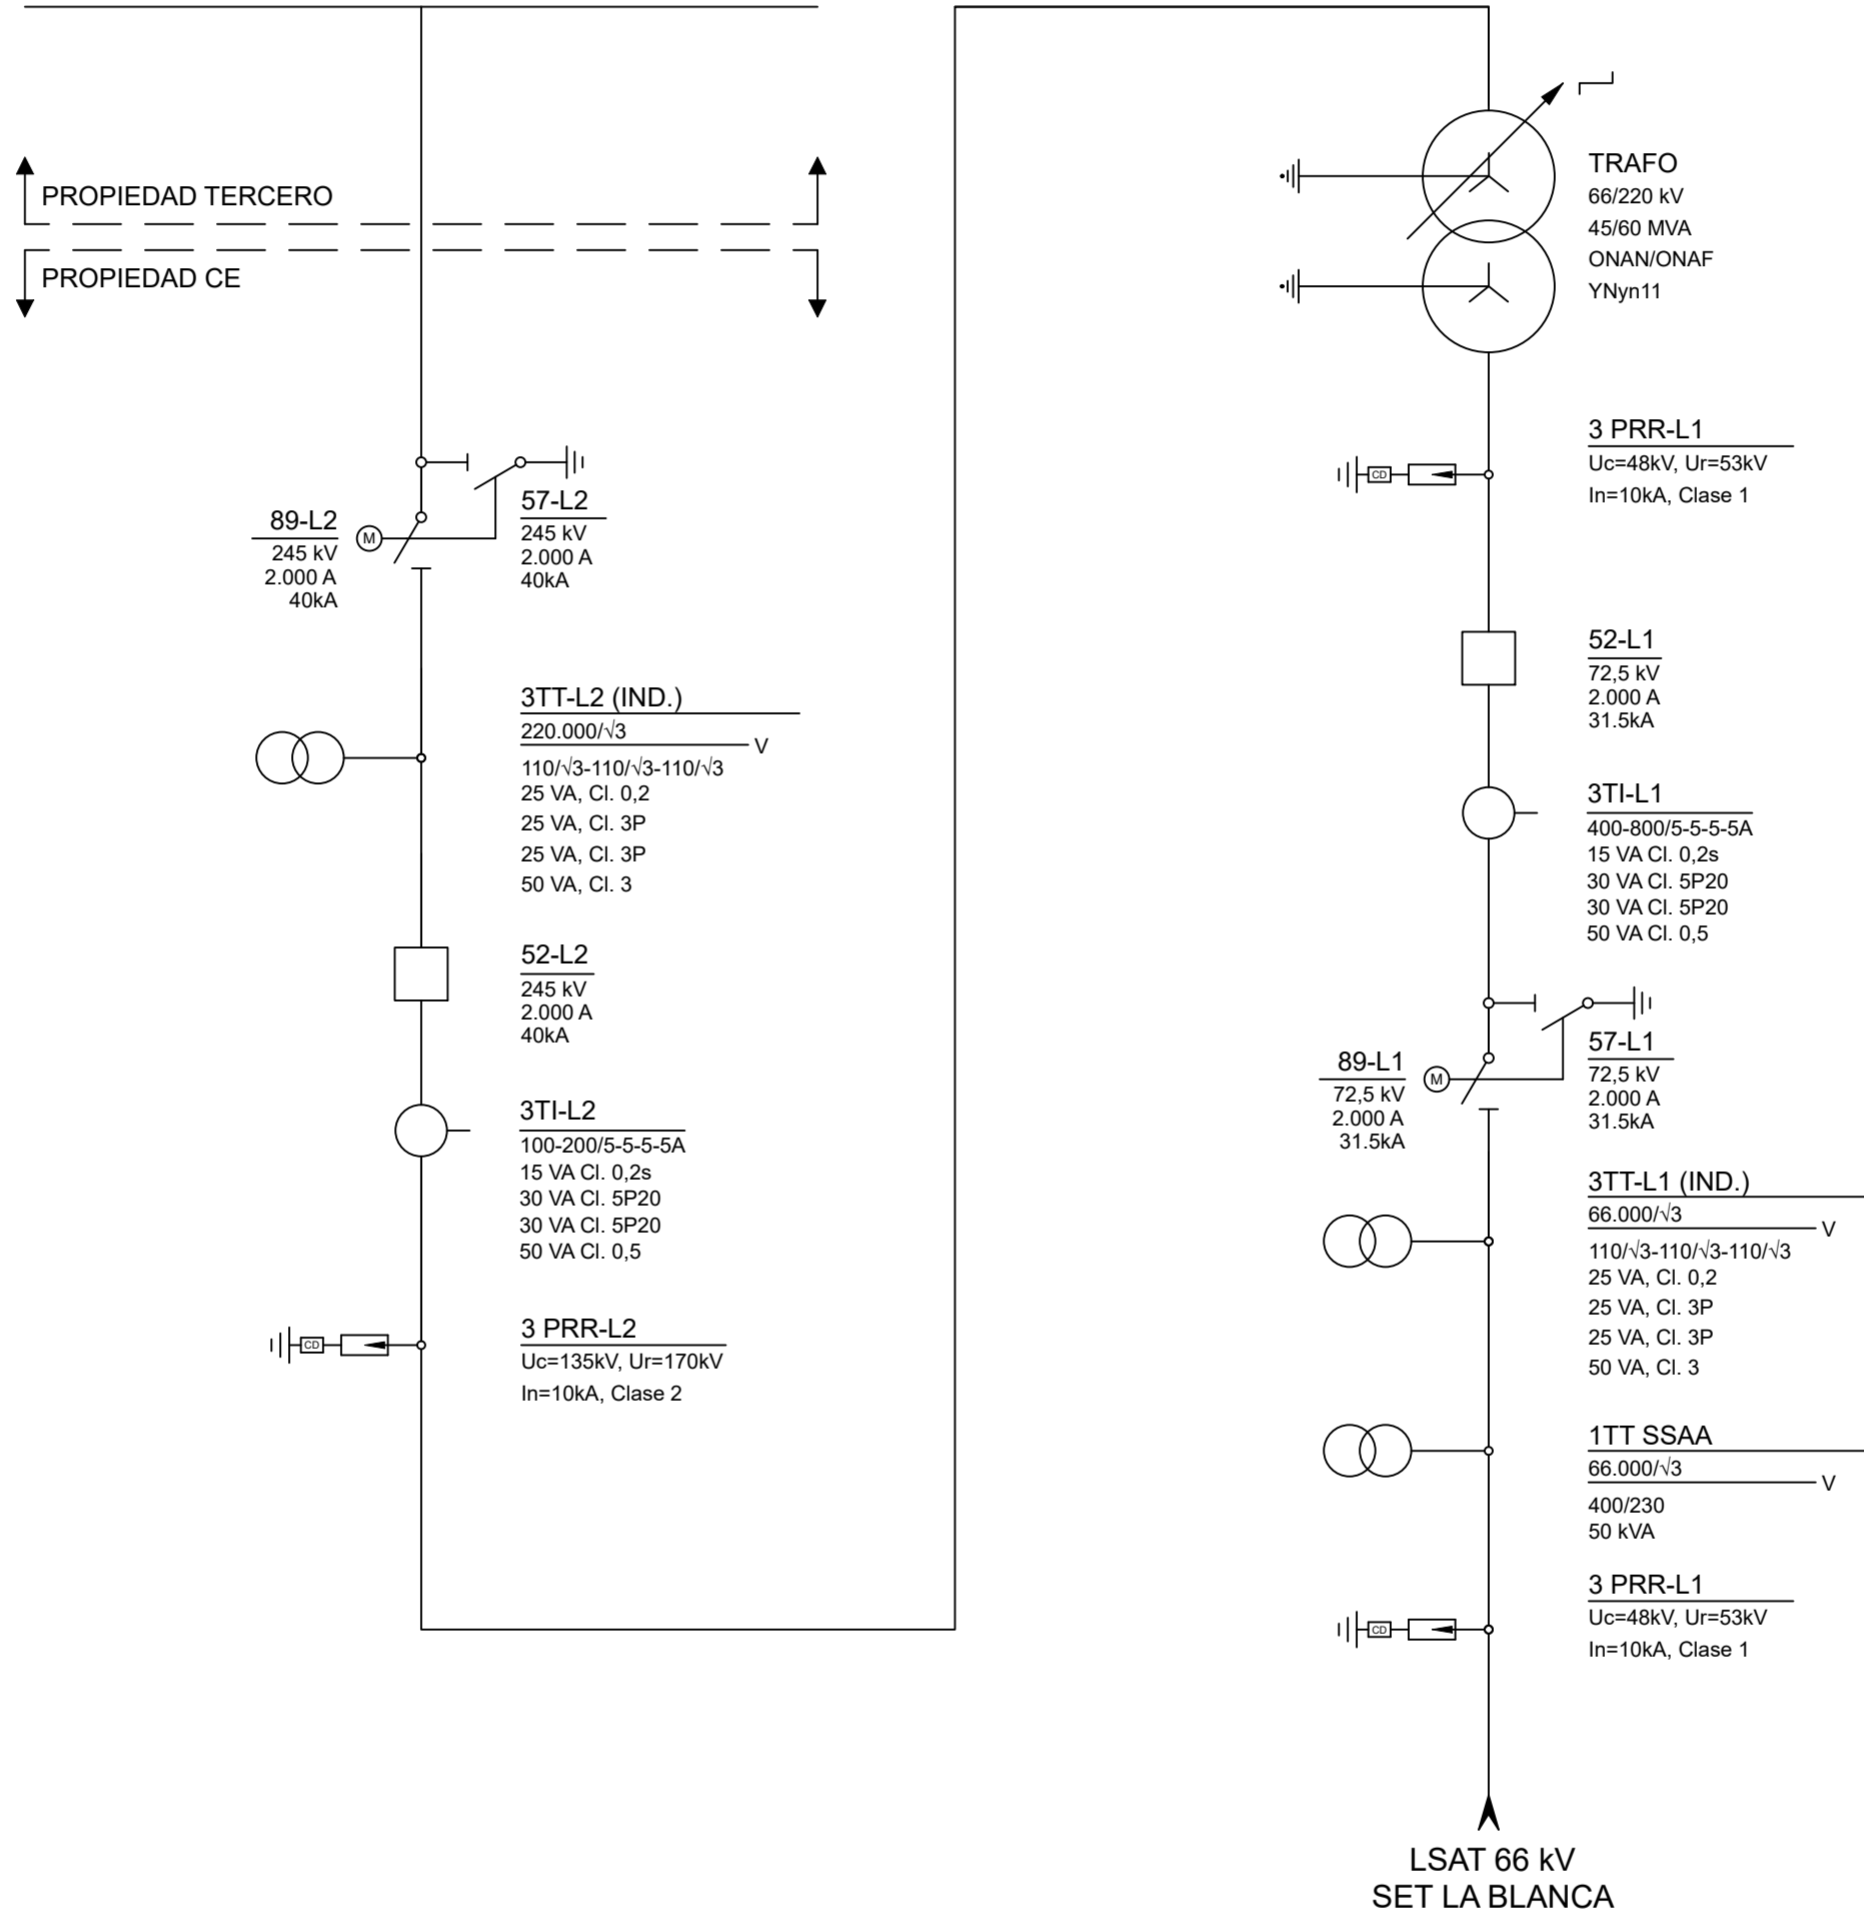 PROPIEDAD TERCERO
PROPIEDAD CE
89-L2
245 kV
2.000 A
40kA
M
57-L2
245 kV
2.000 A
40kA
3TT-L2 (IND.)
220.000/√3
V
110/√3-110/√3-110/√3
25 VA, Cl. 0,2
25 VA, Cl. 3P
25 VA, Cl. 3P
50 VA, Cl. 3
52-L2
245 kV
2.000 A
40kA
3TI-L2
100-200/5-5-5-5A
15 VA Cl. 0,2s
30 VA Cl. 5P20
30 VA Cl. 5P20
50 VA Cl. 0,5
CD
3 PRR-L2
Uc=135kV, Ur=170kV
In=10kA, Clase 2
TRAFO
66/220 kV
45/60 MVA
ONAN/ONAF
YNyn11
CD
3 PRR-L1
Uc=48kV, Ur=53kV
In=10kA, Clase 1
52-L1
72,5 kV
2.000 A
31.5kA
3TI-L1
400-800/5-5-5-5A
15 VA Cl. 0,2s
30 VA Cl. 5P20
30 VA Cl. 5P20
50 VA Cl. 0,5
89-L1
72,5 kV
2.000 A
31.5kA
M
57-L1
72,5 kV
2.000 A
31.5kA
3TT-L1 (IND.)
66.000/√3
V
110/√3-110/√3-110/√3
25 VA, Cl. 0,2
25 VA, Cl. 3P
25 VA, Cl. 3P
50 VA, Cl. 3
1TT SSAA
66.000/√3
V
400/230
50 kVA
CD
3 PRR-L1
Uc=48kV, Ur=53kV
In=10kA, Clase 1
LSAT 66 kV
SET LA BLANCA